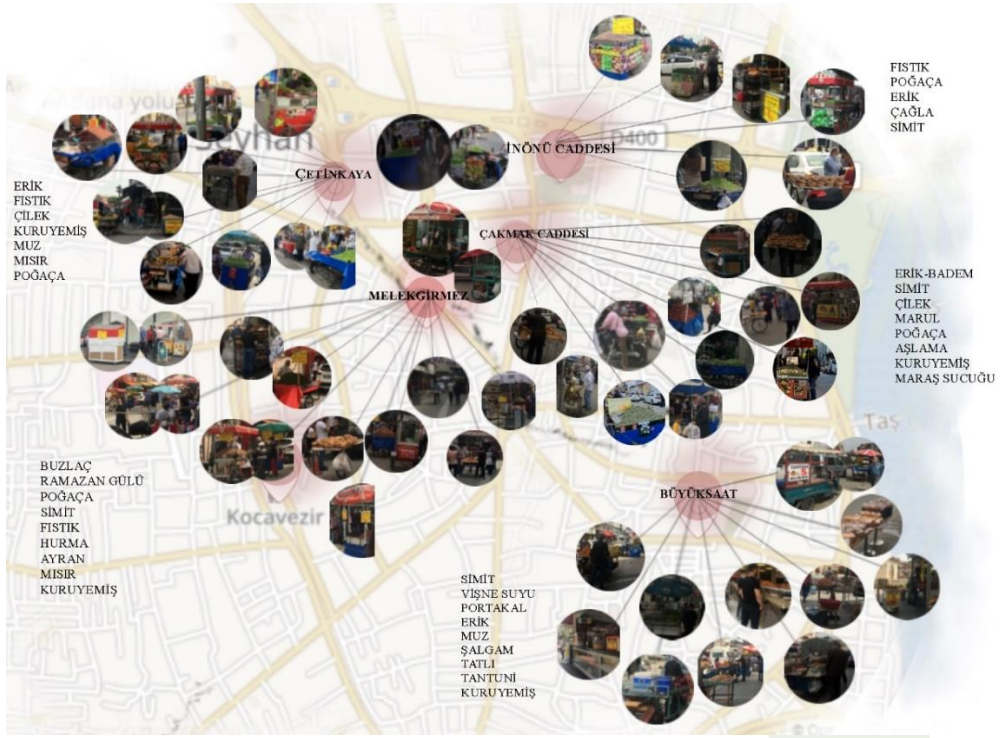 Adana yolu
Seyhan
D400
İNÖNÜ CADDESİ
ÇETİNKAYA
ÇAKMAK CADDESİ
MELEKGİRMEZ
BÜYÜKSAAT
Taş
Kocavezir
FISTIK
POĞAÇA
ERİK
ÇAĞLA
SİMİT
ERİK
FISTIK
ÇİLEK
KURUYEMİŞ
MUZ
MISIR
POĞAÇA
ERİK-BADEM
SİMİT
ÇİLEK
MARUL
POĞAÇA
AŞLAMA
KURUYEMİŞ
MARAŞ SUCUĞU
BUZLAÇ
RAMAZAN GÜLÜ
POĞAÇA
SİMİT
FISTIK
HURMA
AYRAN
MISIR
KURUYEMİŞ
SİMİT
VİŞNE SUYU
PORTAKAL
ERİK
MUZ
ŞALGAM
TATLI
TANTUNİ
KURUYEMİŞ